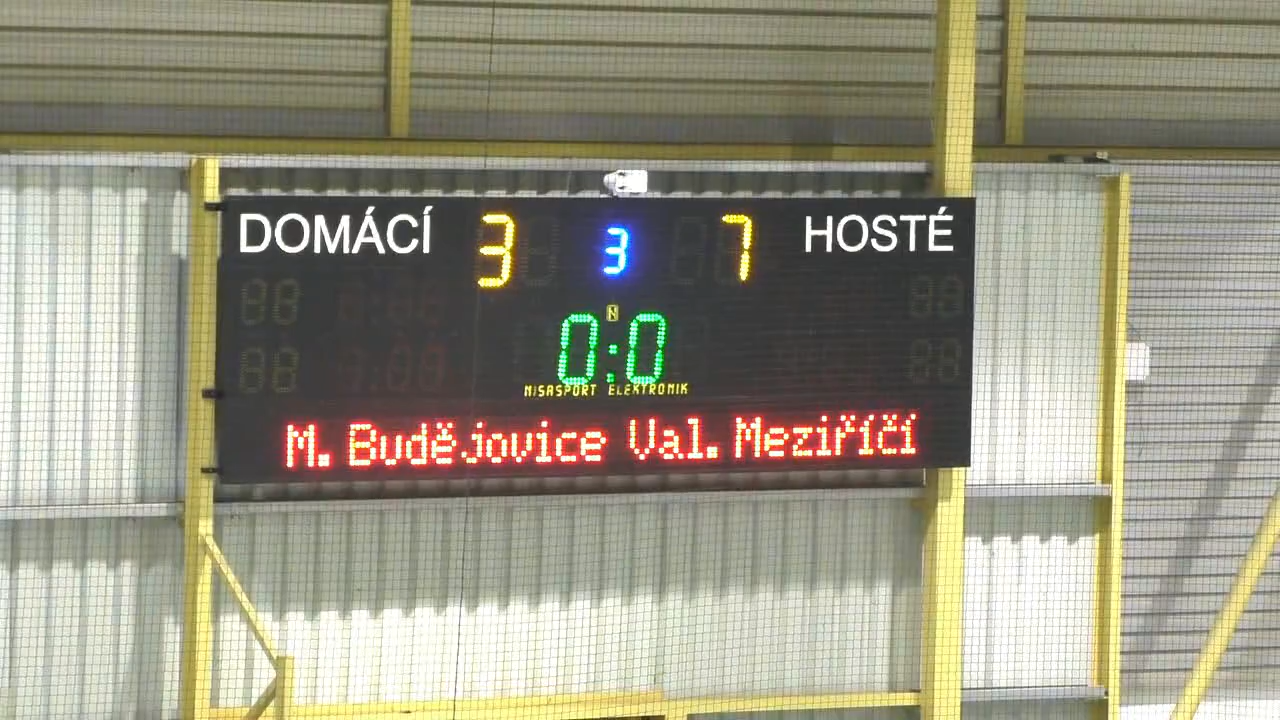 DOMÁCÍ 3 3 7 HOSTÉ
0:0
NISASPORT ELEKTRONIK
M. Budějovice Val. Meziříčí